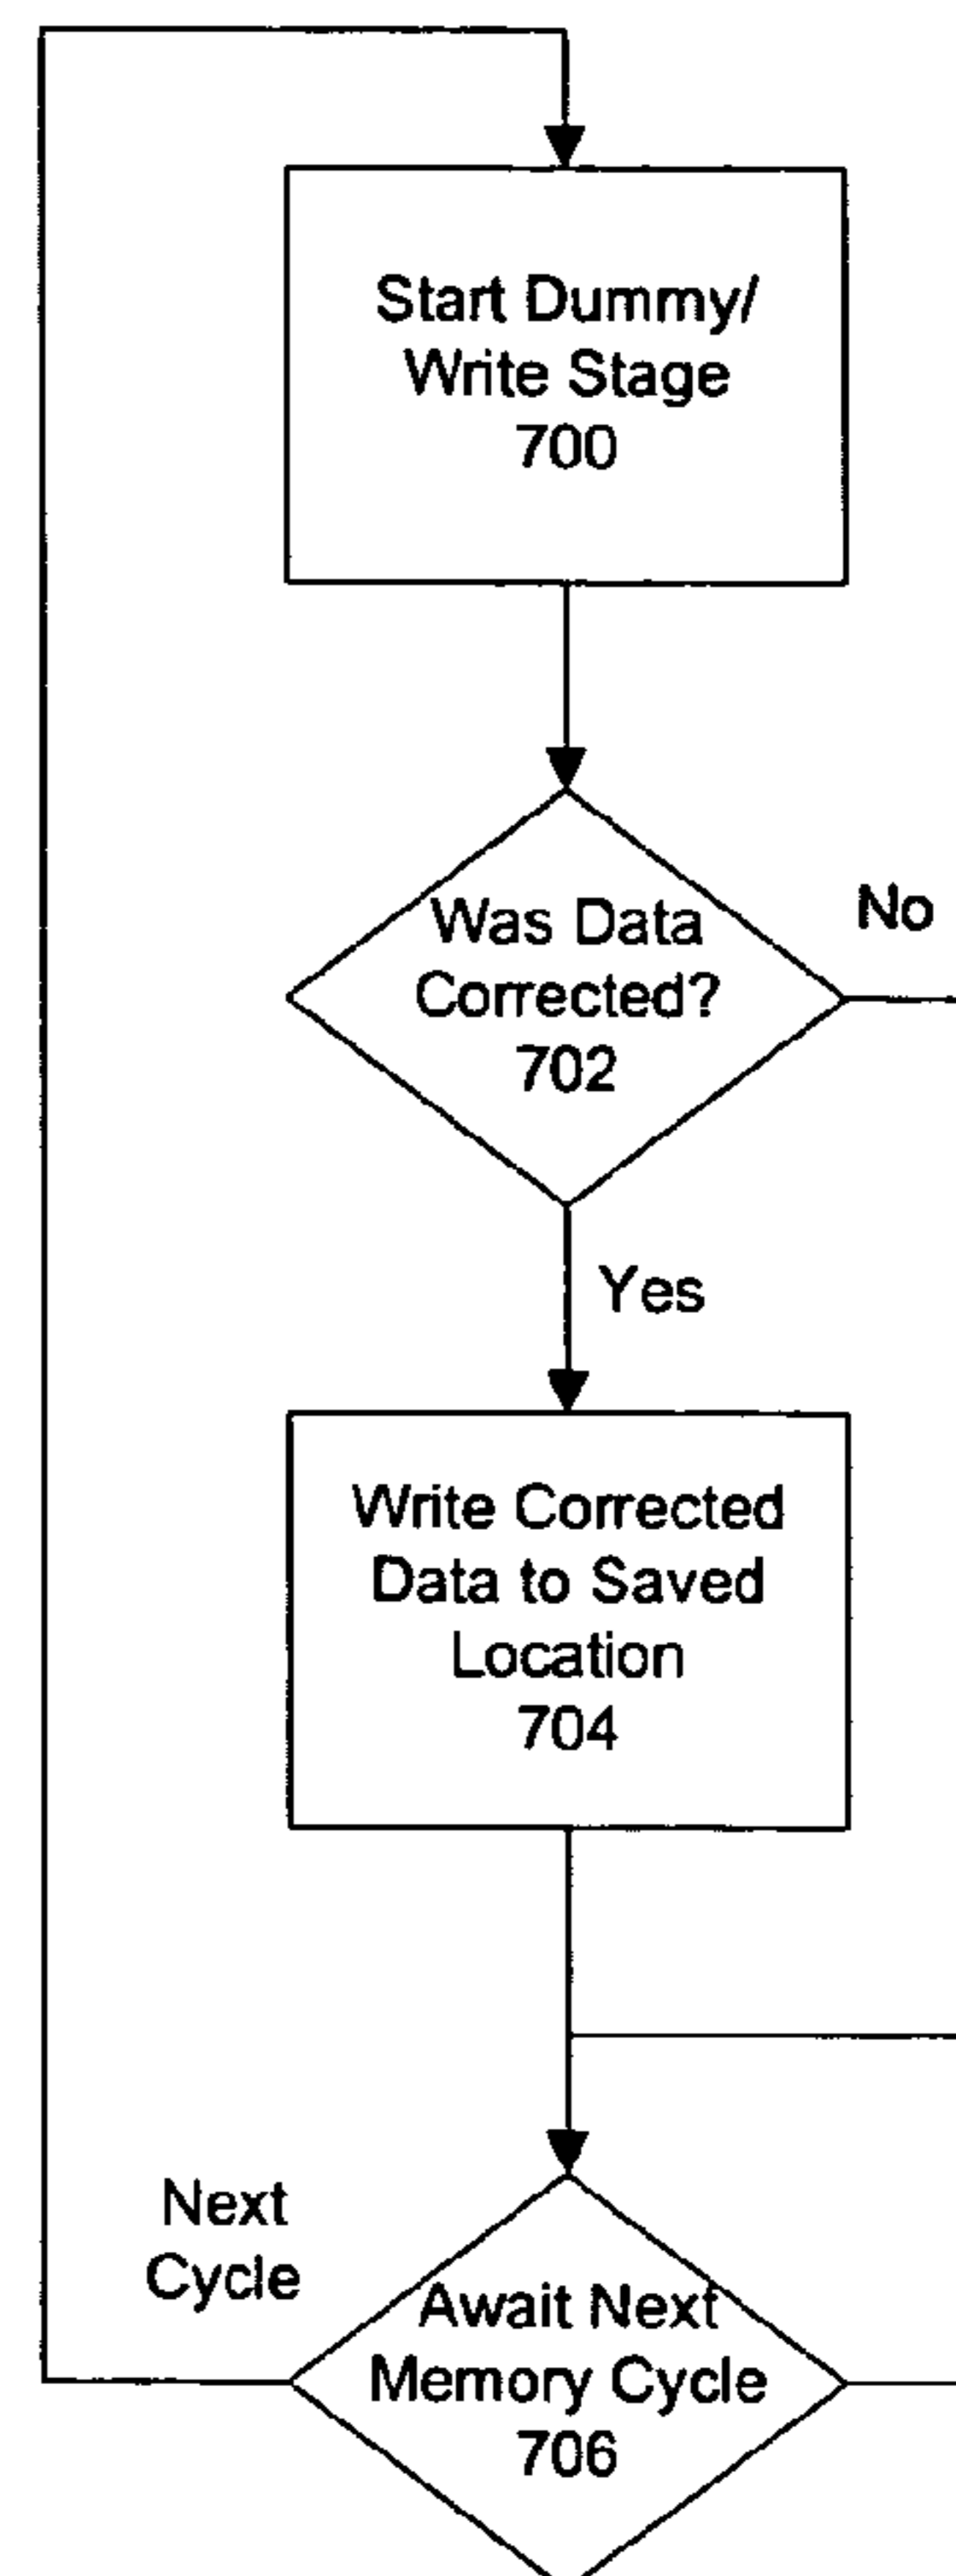 Start Dummy/
Write Stage
700
Was Data
Corrected?
702
No
Yes
Write Corrected
Data to Saved
Location
704
Next
Cycle
Await Next
Memory Cycle
706